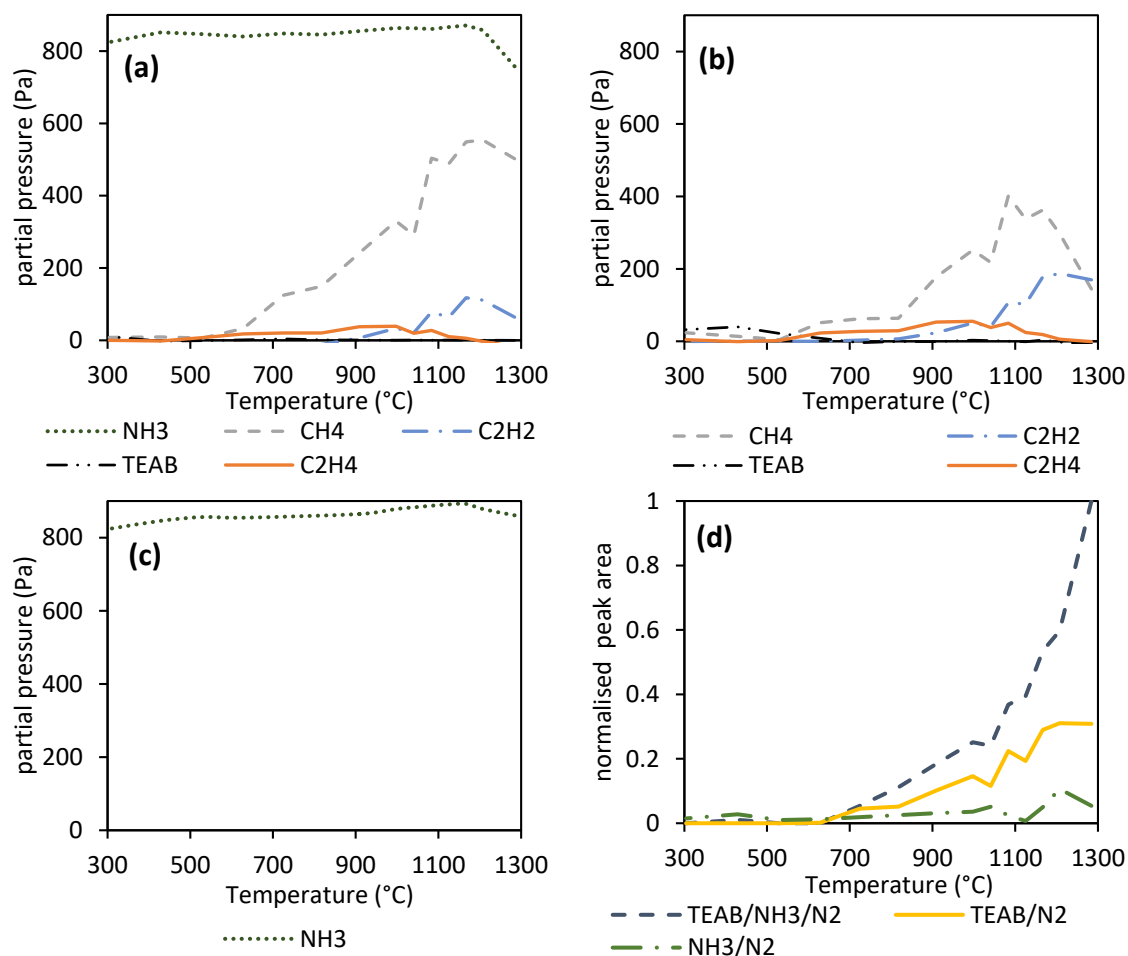 (a)
partial pressure (Pa)
800
600
400
200
0
300 500 700 900 1100 1300
Temperature (°C)
NH3 CH4 C2H2
TEAB C2H4
(b)
partial pressure (Pa)
800
600
400
200
0
300 500 700 900 1100 1300
Temperature (°C)
CH4 C2H2
TEAB C2H4
(c)
partial pressure (Pa)
800
600
400
200
0
300 500 700 900 1100 1300
Temperature (°C)
NH3
(d)
normalised peak area
1
0.8
0.6
0.4
0.2
0
300 500 700 900 1100 1300
Temperature (°C)
TEAB/NH3/N2 TEAB/N2
NH3/N2